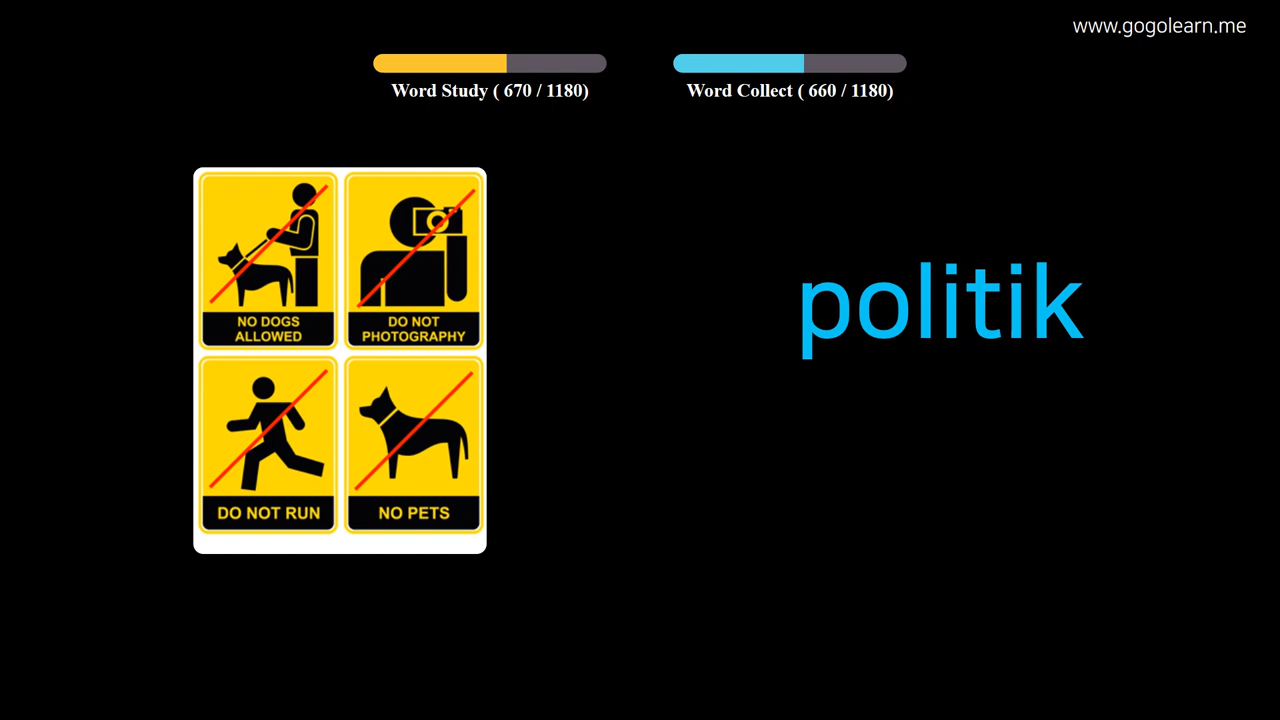 www.gogolearn.me
Word Study ( 670 / 1180)
Word Collect ( 660 / 1180)
NO DOGS
ALLOWED
DO NOT
PHOTOGRAPHY
DO NOT RUN
NO PETS
politik